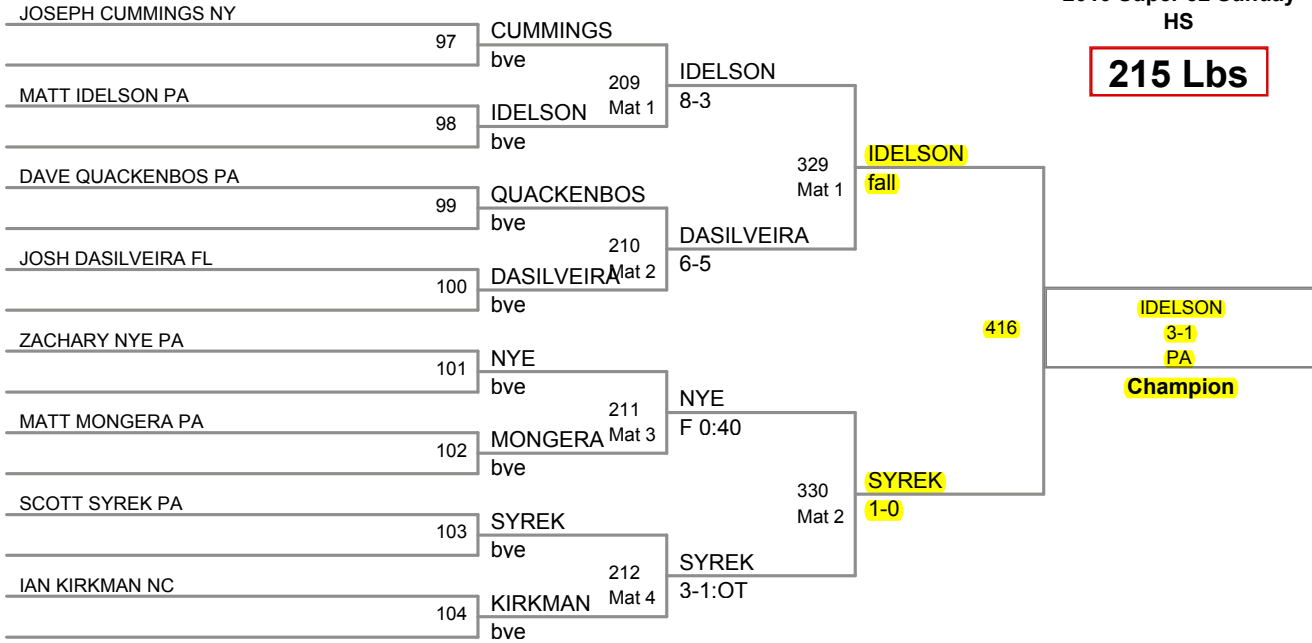 Super 32 Sunday
HS
215 Lbs
JOSEPH CUMMINGS NY
MATT IDELSON PA
DAVE QUACKENBOS PA
JOSH DASILVEIRA FL
ZACHARY NYE PA
MATT MONGERA PA
SCOTT SYREK PA
IAN KIRKMAN NC
97
98
99
100
101
102
103
104
CUMMINGS
bye
IDELSON
bye
QUACKENBOS
bye
DASILVEIRA
bye
NYE
bye
MONGERA
bye
SYREK
bye
KIRKMAN
bye
209
Mat 1
210
Mat 2
211
Mat 3
212
Mat 4
IDELSON
8-3
DASILVEIRA
6-5
NYE
F 0:40
SYREK
3-1:OT
329
Mat 1
330
Mat 2
IDELSON
fall
SYREK
1-0
416
IDELSON
3-1
PA
Champion